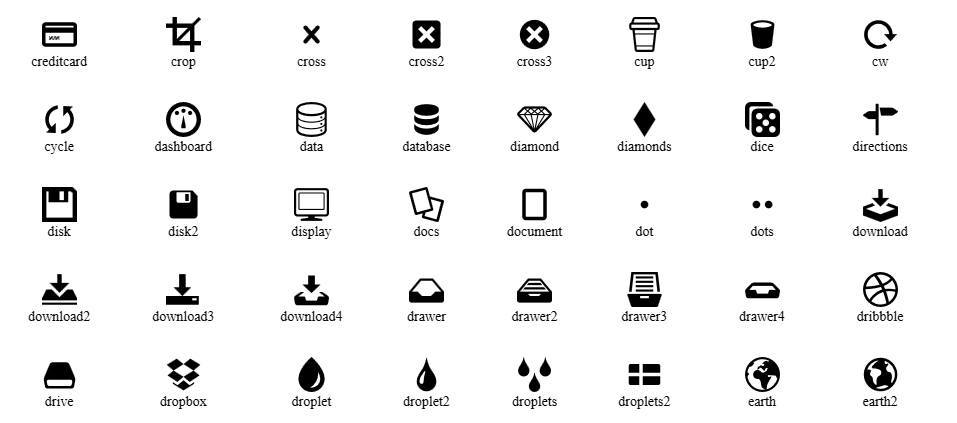 creditcard crop cross cross2 cross3 cup cup2 cw
cycle dashboard data database diamond diamonds dice directions
disk disk2 display docs document dot dots download
download2 download3 download4 drawer drawer2 drawer3 drawer4 dribbble
drive dropbox droplet droplet2 droplets droplets2 earth earth2